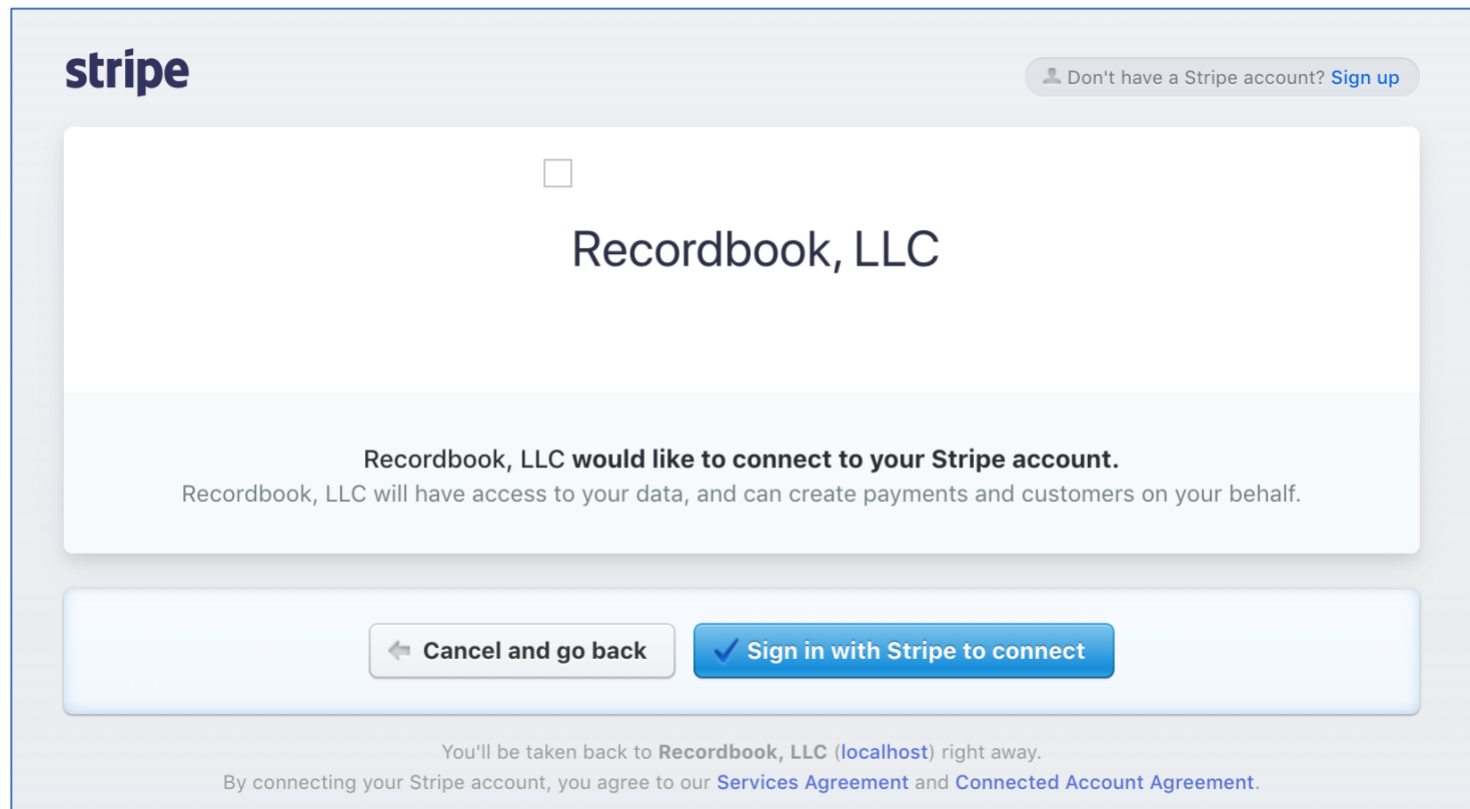 stripe
Don't have a Stripe account? Sign up
Recordbook, LLC
Recordbook, LLC would like to connect to your Stripe account.
Recordbook, LLC will have access to your data, and can create payments and customers on your behalf.
Cancel and go back
Sign in with Stripe to connect
You'll be taken back to Recordbook, LLC (localhost) right away.
By connecting your Stripe account, you agree to our Services Agreement and Connected Account Agreement.